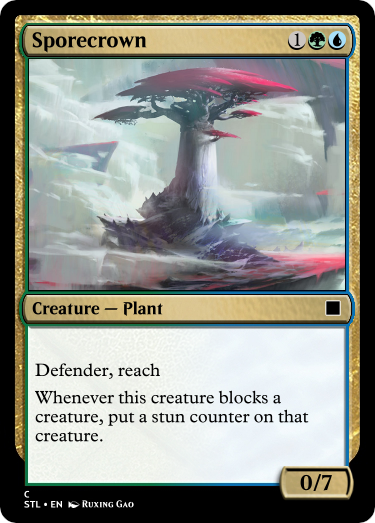 Sporecrown 1
Creature — Plant
Defender, reach
Whenever this creature blocks a
creature, put a stun counter on that
creature.
0/7
C
STL • EN Ruxing Gao